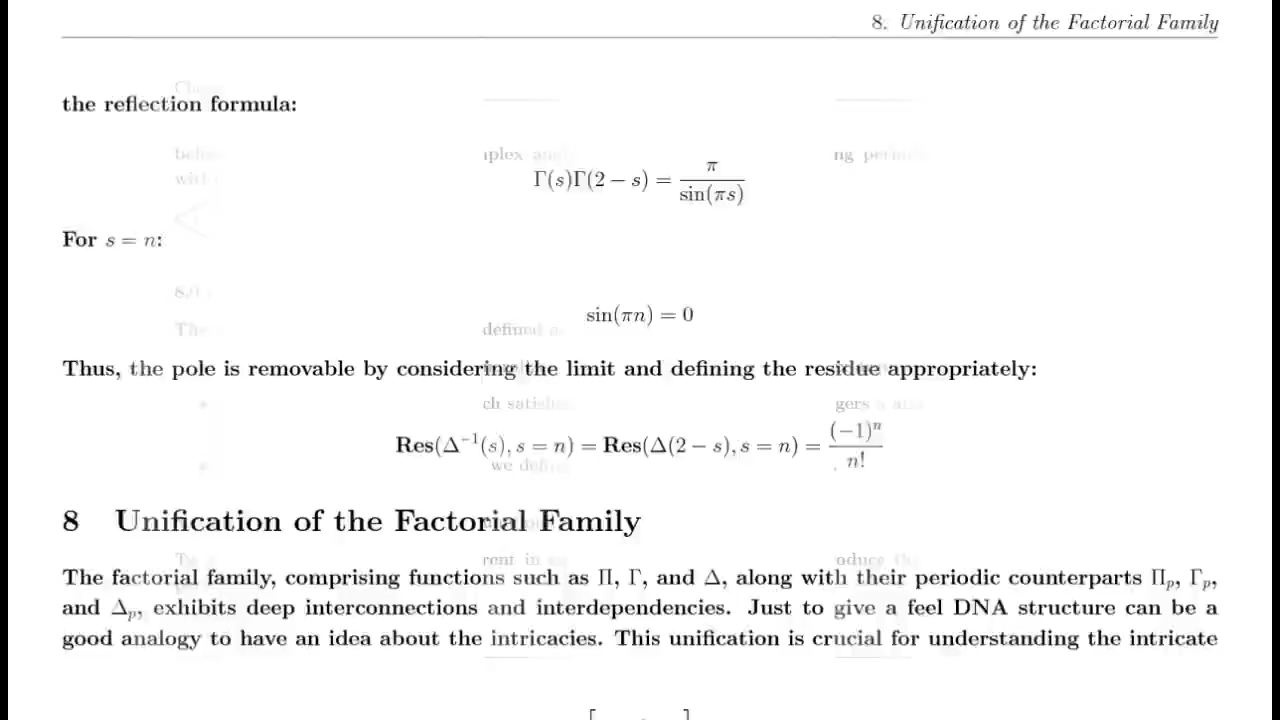 8. Unification of the Factorial Family
the reflection formula:
Γ(s)Γ(2 − s) = π / sin(πs)
For s = n:
sin(πn) = 0
Thus, the pole is removable by considering the limit and defining the residue appropriately:
Res(Δ⁻¹(s), s = n) = Res(Δ(2 − s), s = n) = (−1)ⁿ / n!
8 Unification of the Factorial Family
The factorial family, comprising functions such as Π, Γ, and Δ, along with their periodic counterparts Πₚ, Γₚ,
and Δₚ, exhibits deep interconnections and interdependencies. Just to give a feel DNA structure can be a
good analogy to have an idea about the intricacies. This unification is crucial for understanding the intricate